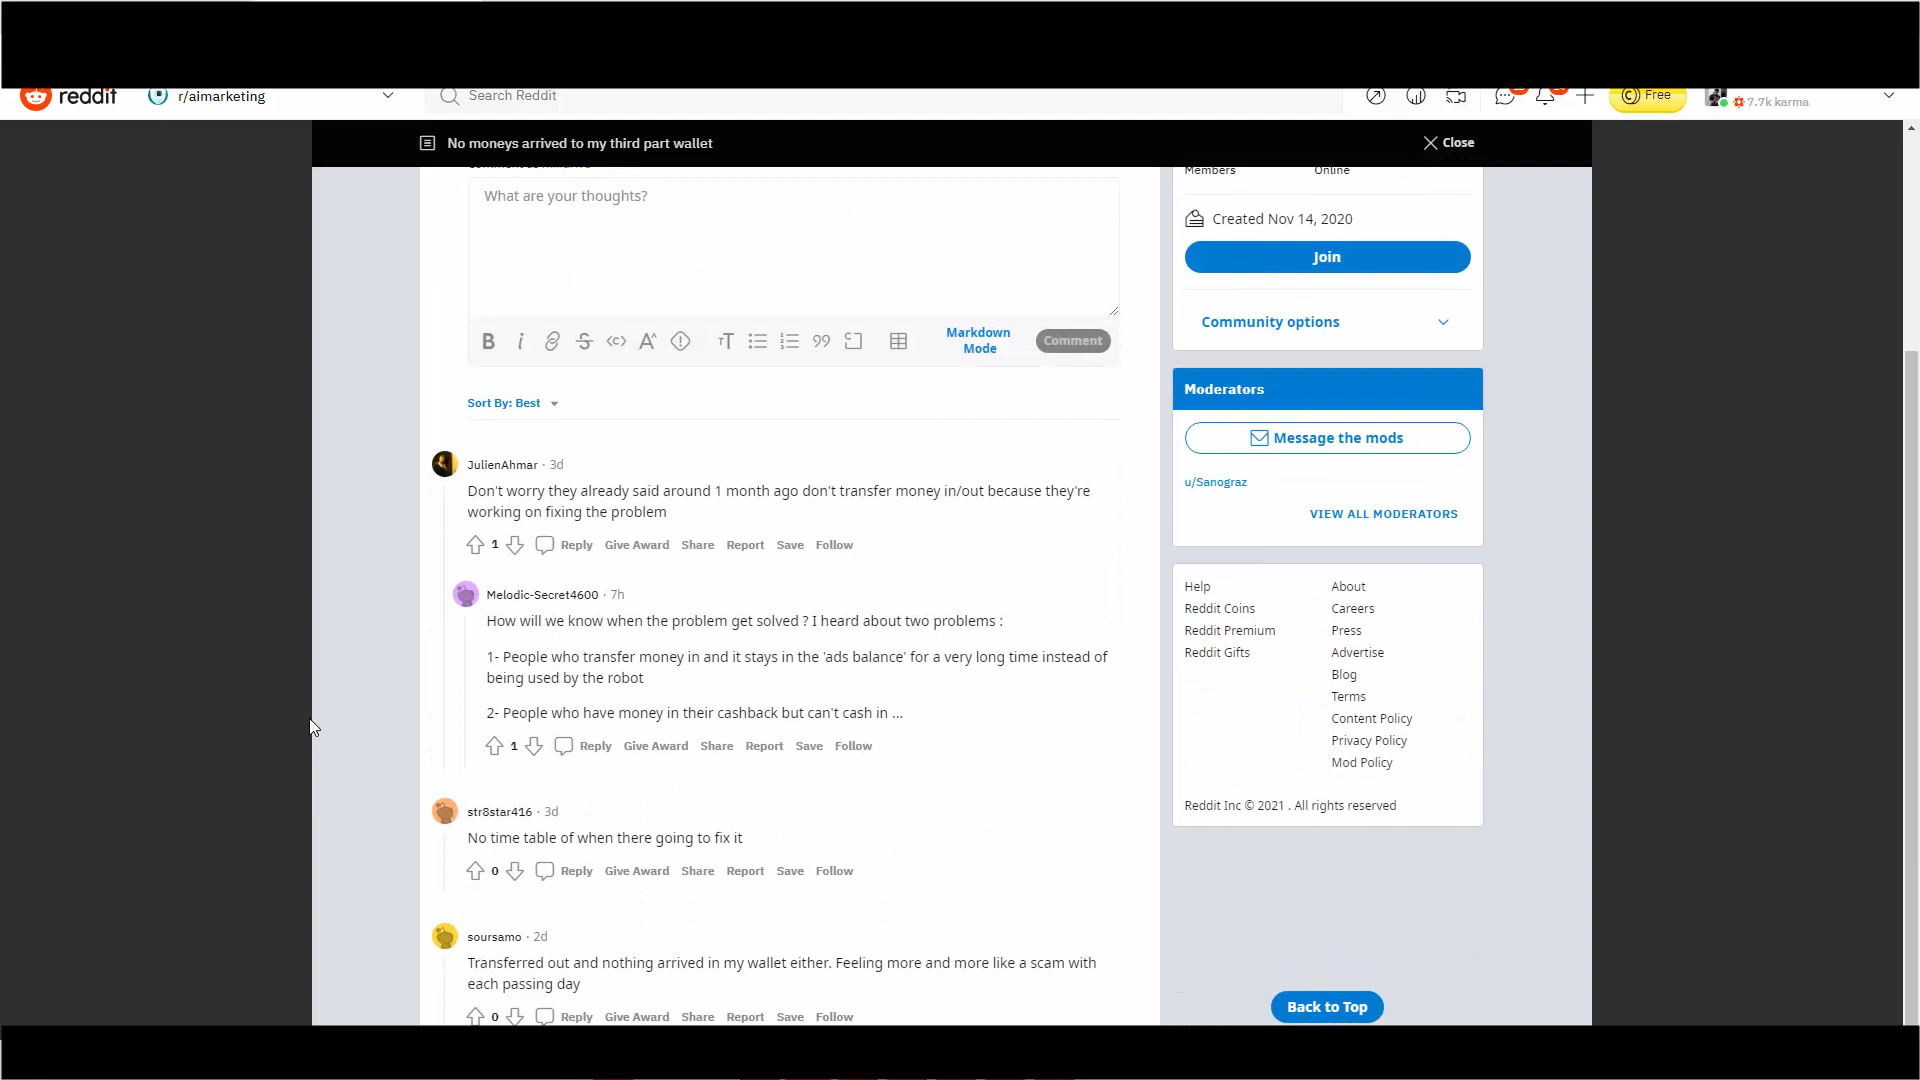 reddit
r/aimarketing
Search Reddit
Free
7.7k karma
No moneys arrived to my third part wallet
Close
What are your thoughts?
Markdown
Mode
Comment
Sort By: Best
JulienAhmar · 3d
Don't worry they already said around 1 month ago don't transfer money in/out because they're
working on fixing the problem
1
Reply Give Award Share Report Save Follow
Melodic-Secret4600 · 7h
How will we know when the problem get solved ? I heard about two problems :
1- People who transfer money in and it stays in the 'ads balance' for a very long time instead of
being used by the robot
2- People who have money in their cashback but can't cash in ...
1
Reply Give Award Share Report Save Follow
str8star416 · 3d
No time table of when there going to fix it
0
Reply Give Award Share Report Save Follow
soursamo · 2d
Transferred out and nothing arrived in my wallet either. Feeling more and more like a scam with
each passing day
0
Reply Give Award Share Report Save Follow
Members Online
Created Nov 14, 2020
Join
Community options
Moderators
Message the mods
u/Sanograz
VIEW ALL MODERATORS
Help About
Reddit Coins Careers
Reddit Premium Press
Reddit Gifts Advertise
Blog
Terms
Content Policy
Privacy Policy
Mod Policy
Reddit Inc © 2021 . All rights reserved
Back to Top